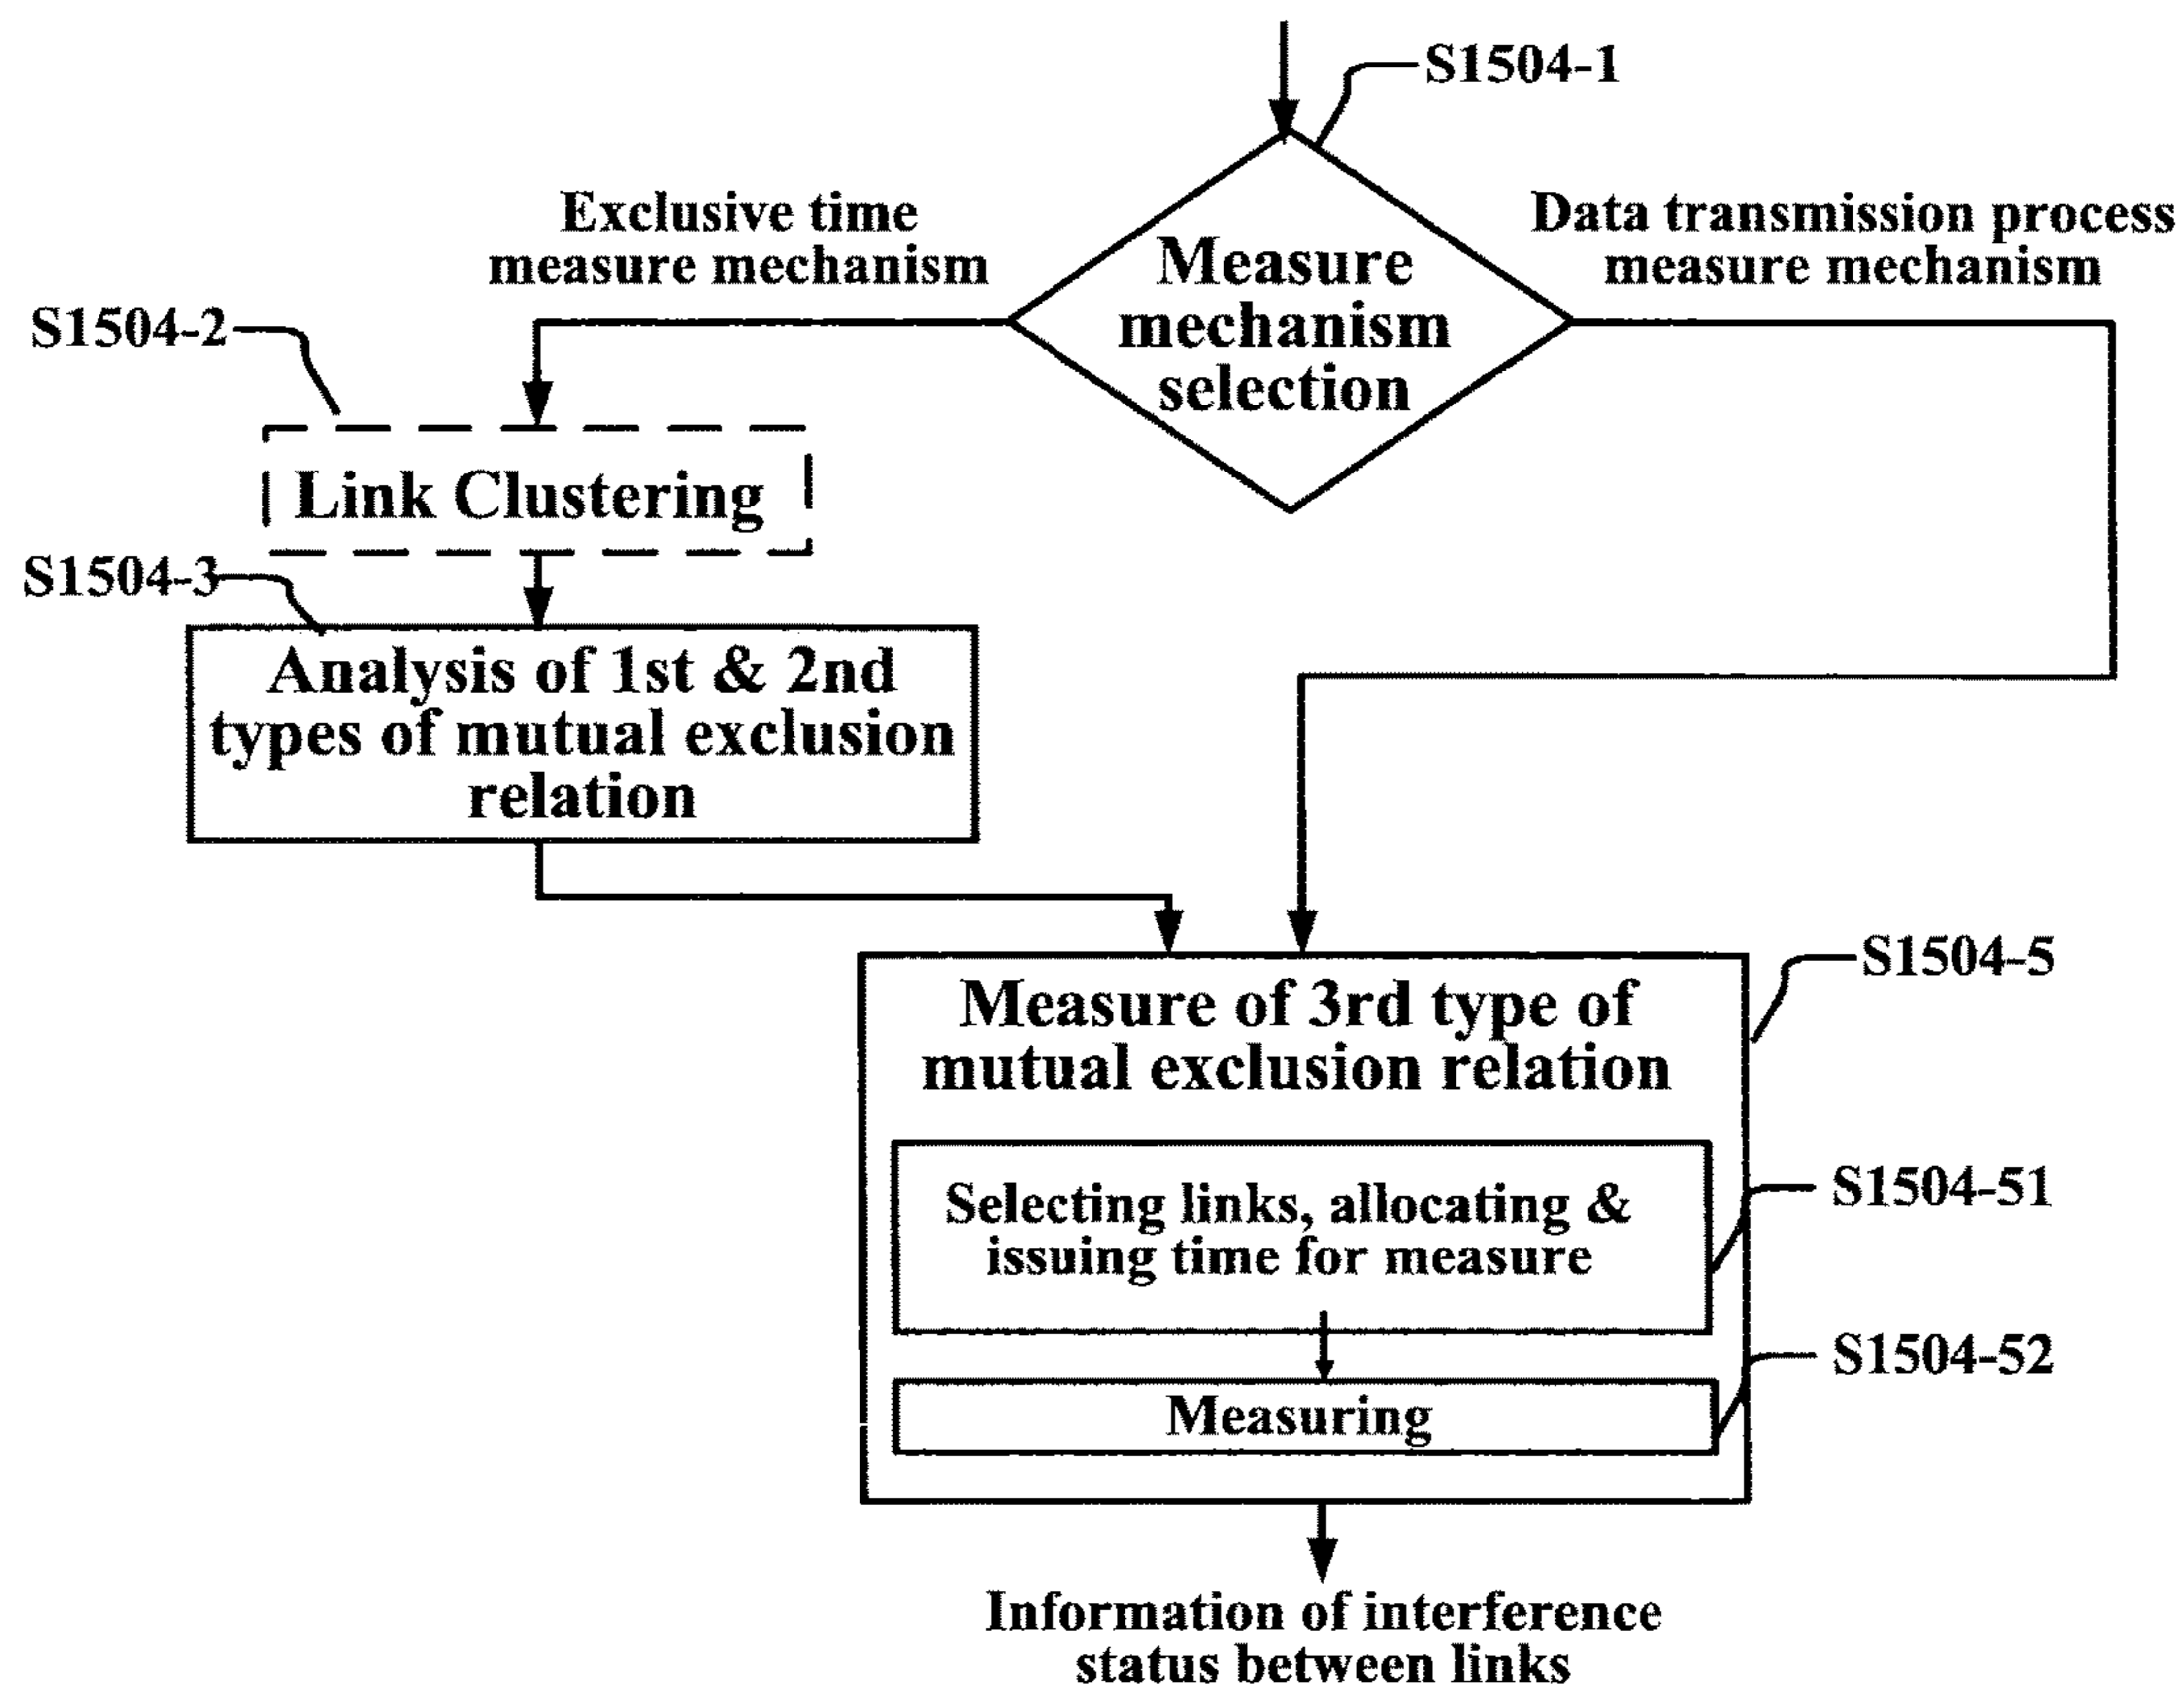 S1504-1
Exclusive time
measure mechanism
Data transmission process
measure mechanism
Measure
mechanism
selection
S1504-2
Link Clustering
S1504-3
Analysis of 1st & 2nd
types of mutual exclusion
relation
S1504-5
Measure of 3rd type of
mutual exclusion relation
S1504-51
Selecting links, allocating &
issuing time for measure
S1504-52
Measuring
Information of interference
status between links